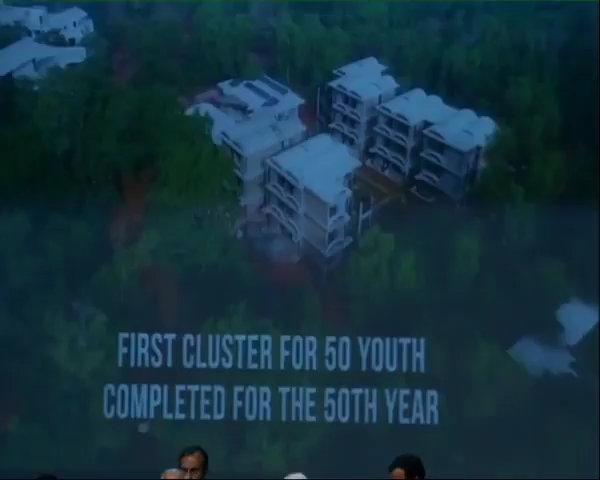 FIRST CLUSTER FOR 50 YOUTH
COMPLETED FOR THE 50TH YEAR